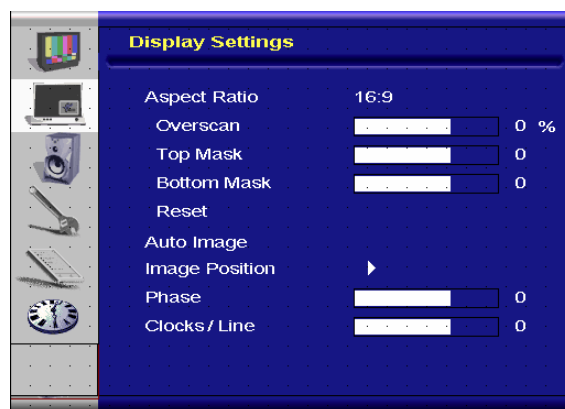 Display Settings
Aspect Ratio 16:9
Overscan 0 %
Top Mask 0
Bottom Mask 0
Reset
Auto Image
Image Position
Phase 0
Clocks / Line 0